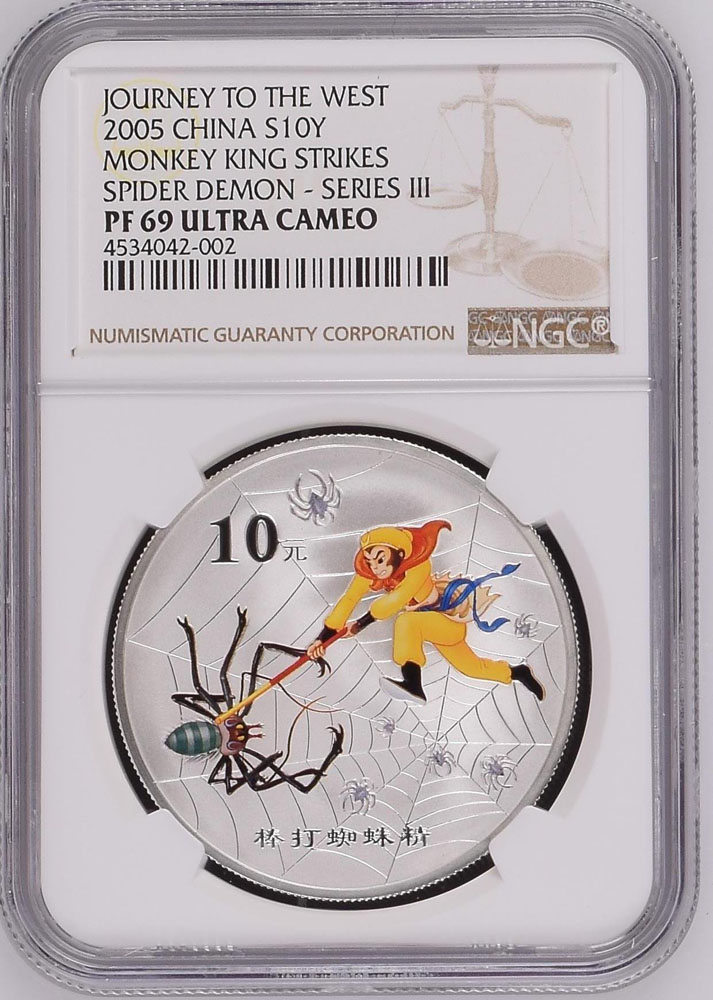 JOURNEY TO THE WEST
2005 CHINA S10Y
MONKEY KING STRIKES
SPIDER DEMON - SERIES III
PF 69 ULTRA CAMEO
4534042-002
NUMISMATIC GUARANTY CORPORATION
NGC®
10元
棒打蜘蛛精